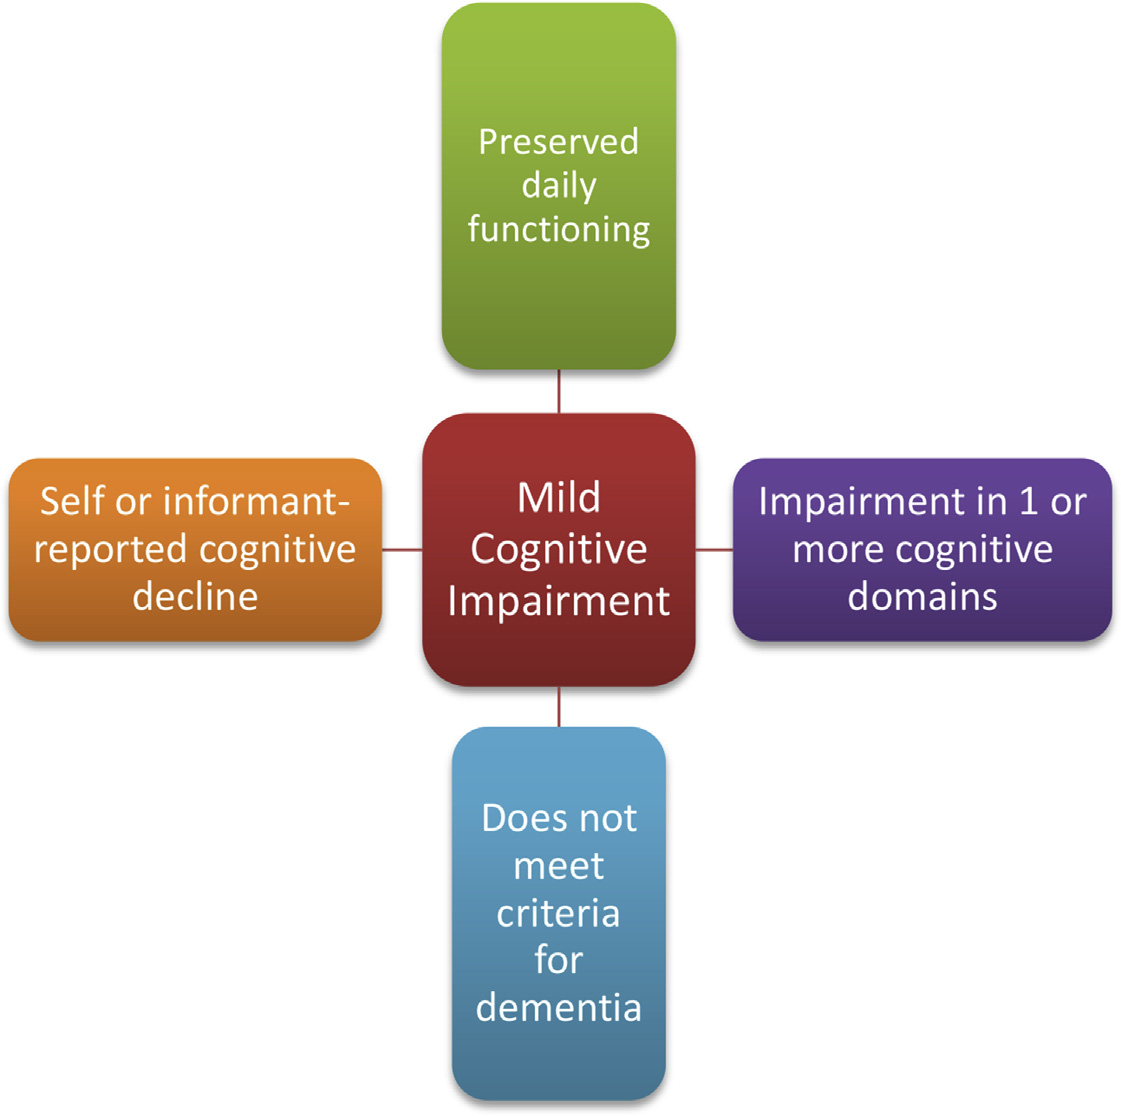 Preserved
daily
functioning
Self or informant-
reported cognitive
decline
Mild
Cognitive
Impairment
Impairment in 1 or
more cognitive
domains
Does not
meet
criteria
for
dementia